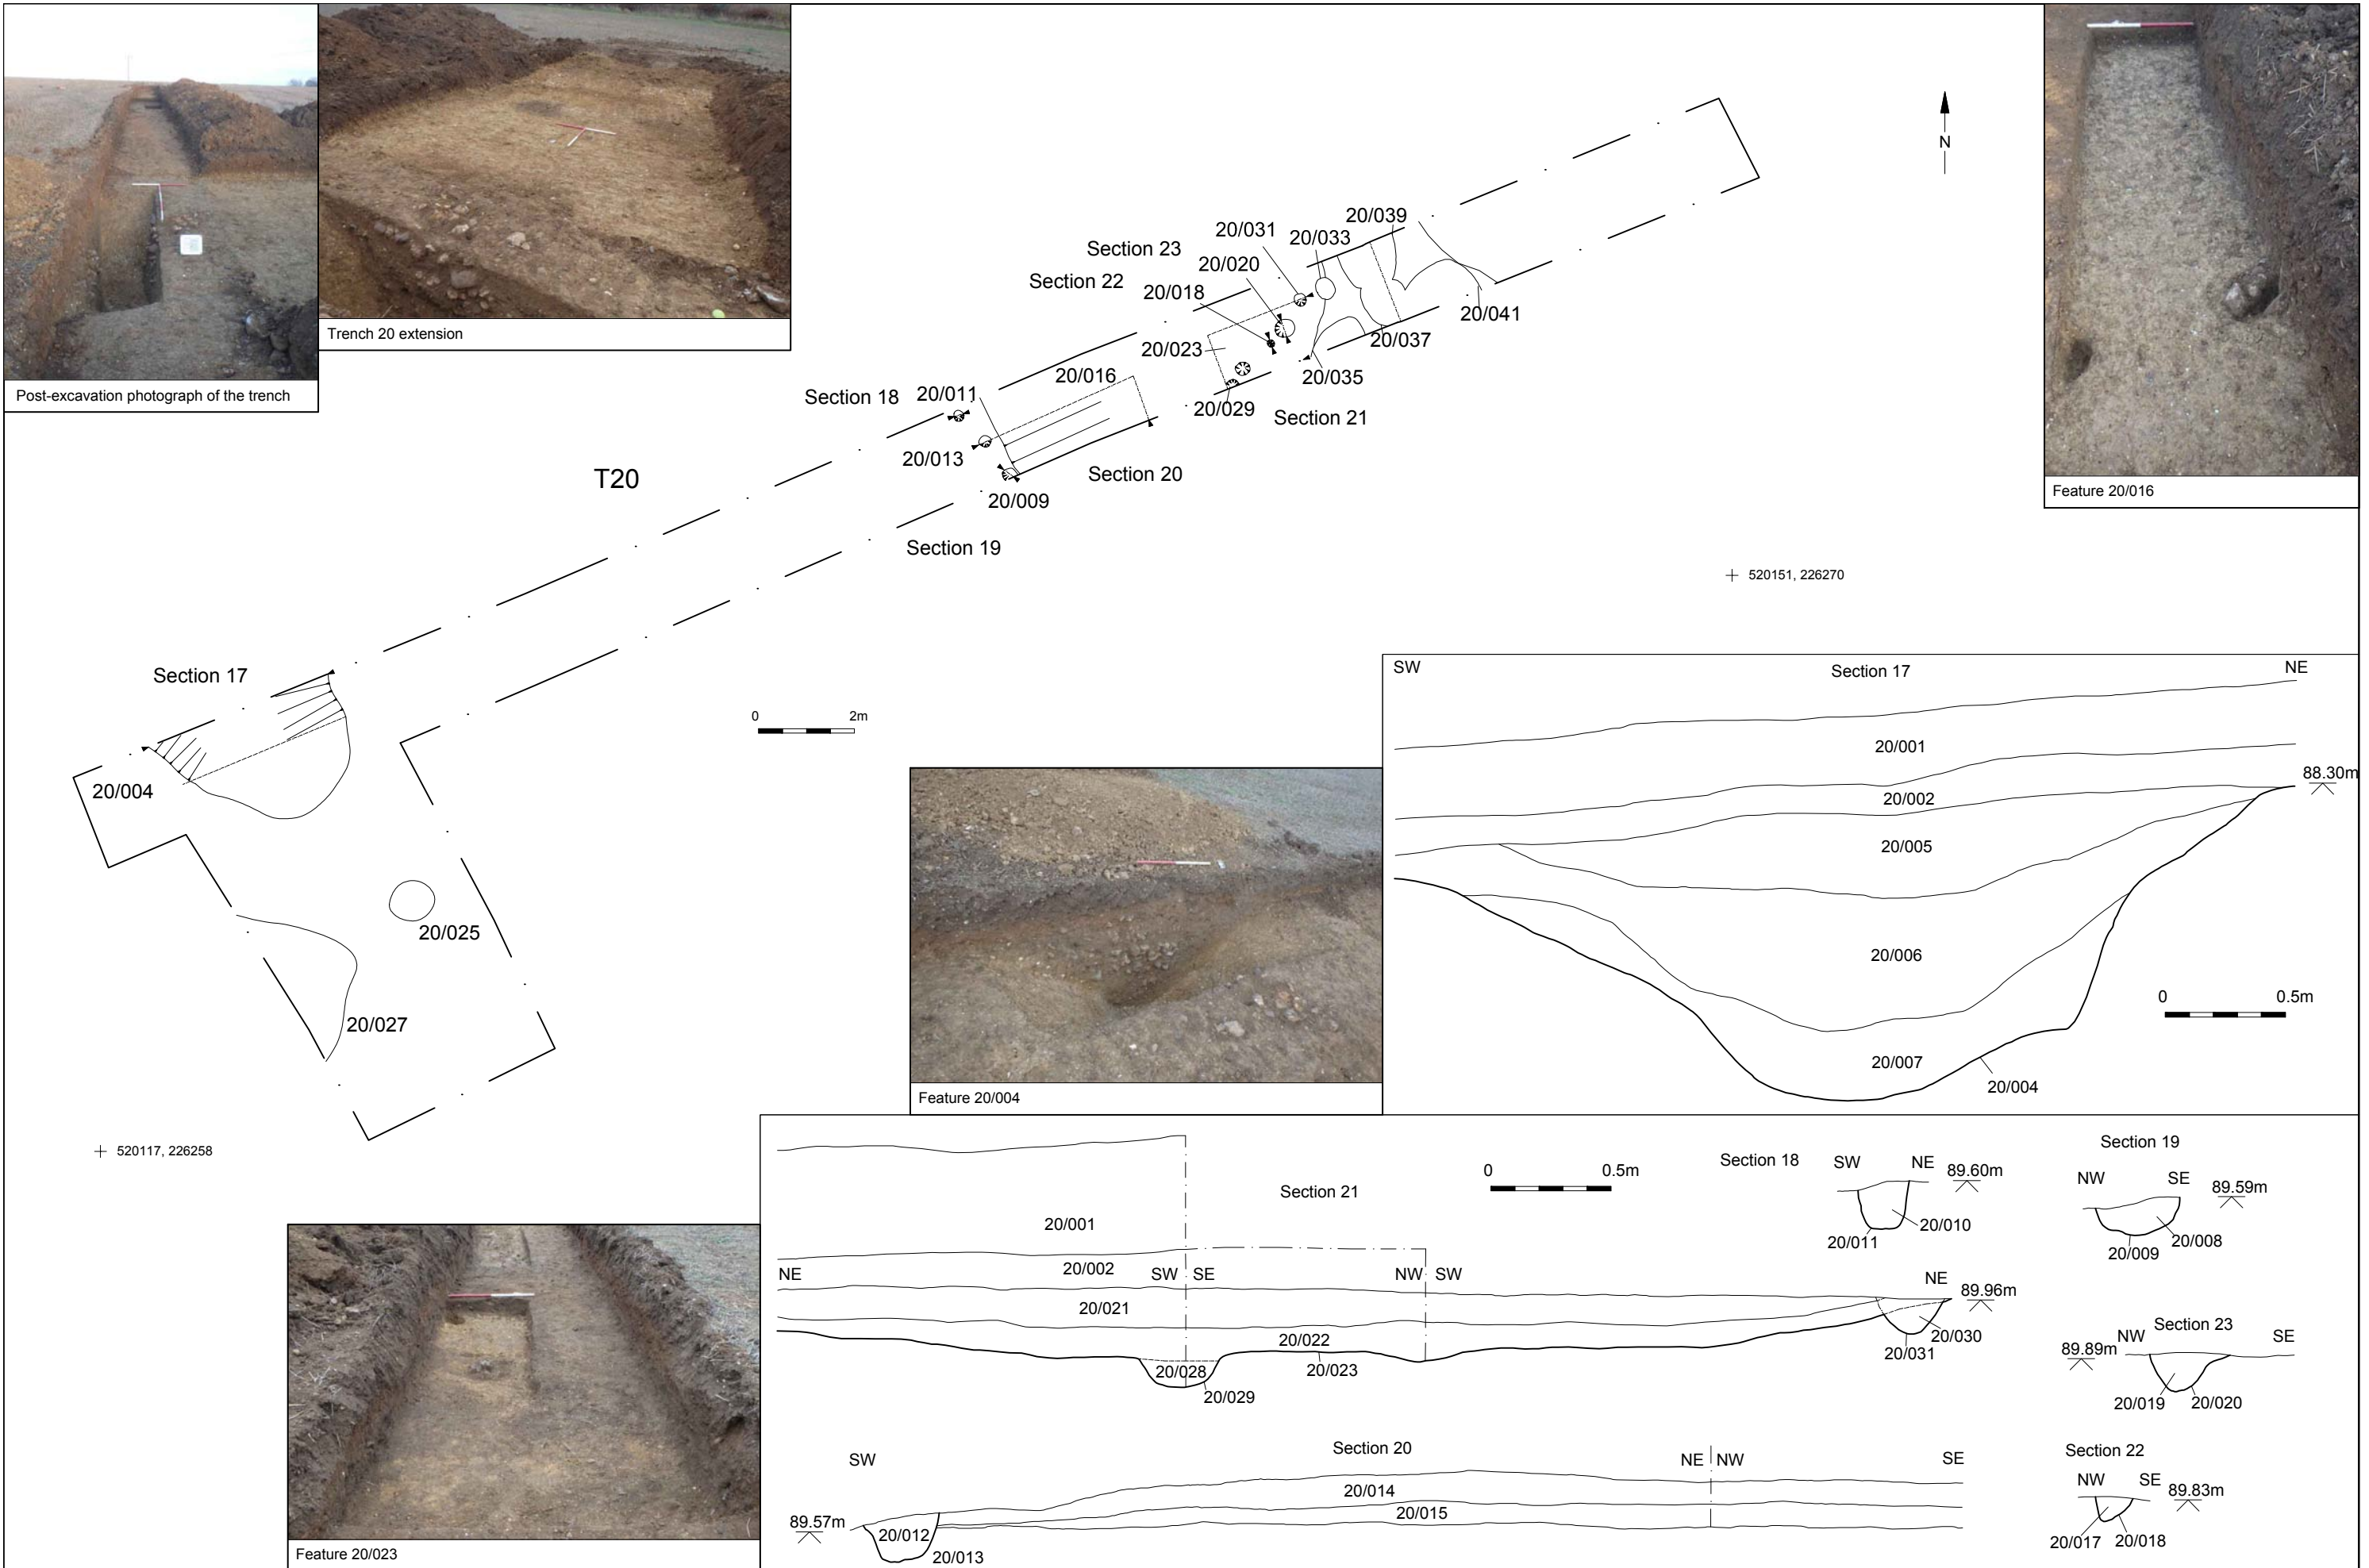 Post-excavation photograph of the trench
Trench 20 extension
Feature 20/016
N
T20
Section 23
Section 22
20/031
20/020
20/018
20/033
20/039
20/041
20/037
20/035
20/023
20/029
Section 21
20/016
Section 18
20/011
20/013
20/009
Section 20
Section 19
520151, 226270
Section 17
20/004
0 2m
20/025
20/027
520117, 226258
Feature 20/004
SW Section 17 NE
20/001
88.30m
20/002
20/005
20/006
0 0.5m
20/007
20/004
Feature 20/023
Section 21
0 0.5m
20/001
20/002
NE SW SE NW SW NE
89.96m
20/021
20/022
20/030
20/031
20/028
20/023
20/029
Section 18
SW NE
89.60m
20/010
20/011
Section 19
NW SE
89.59m
20/008
20/009
Section 23
NW SE
89.89m
20/019 20/020
Section 20
SW NE NW SE
20/014
20/015
89.57m
20/012
20/013
Section 22
NW SE
89.83m
20/017 20/018